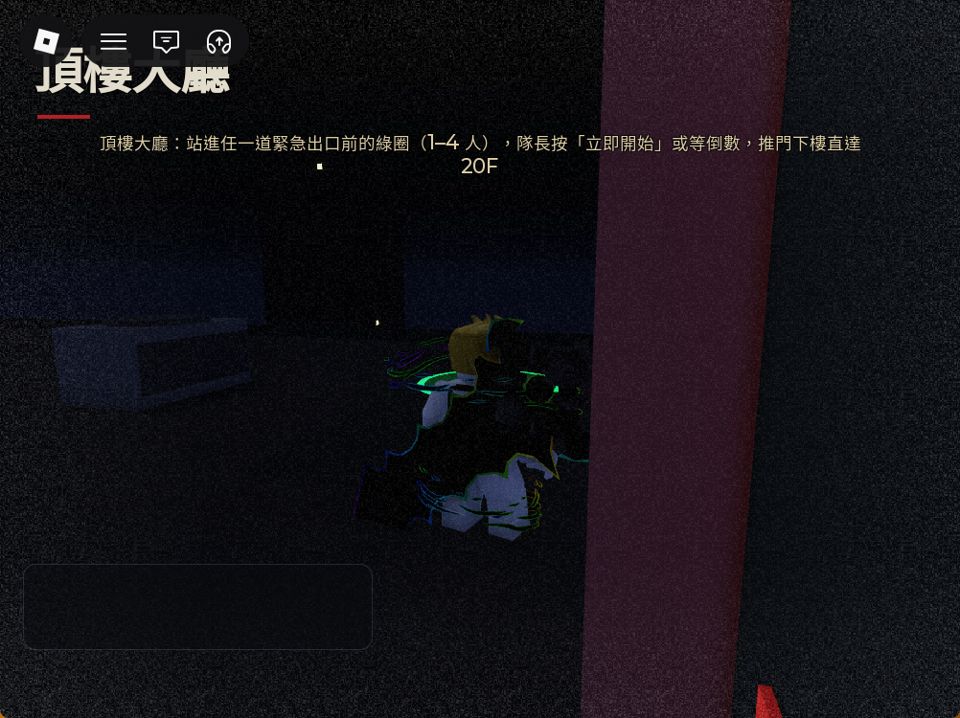 頂樓大廳
頂樓大廳：站進任一道緊急出口前的綠圈（1–4 人），隊長按「立即開始」或等倒數，推門下樓直達
20F